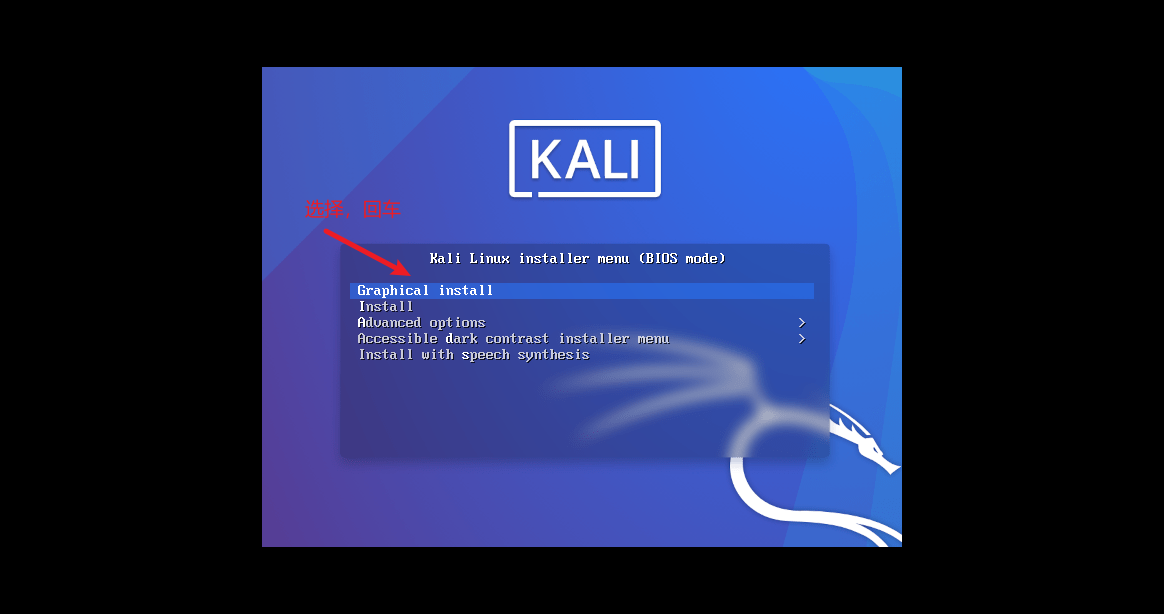 KALI
选择，回车
Kali Linux installer menu (BIOS mode)
Graphical install
Install
Advanced options >
Accessible dark contrast installer menu >
Install with speech synthesis